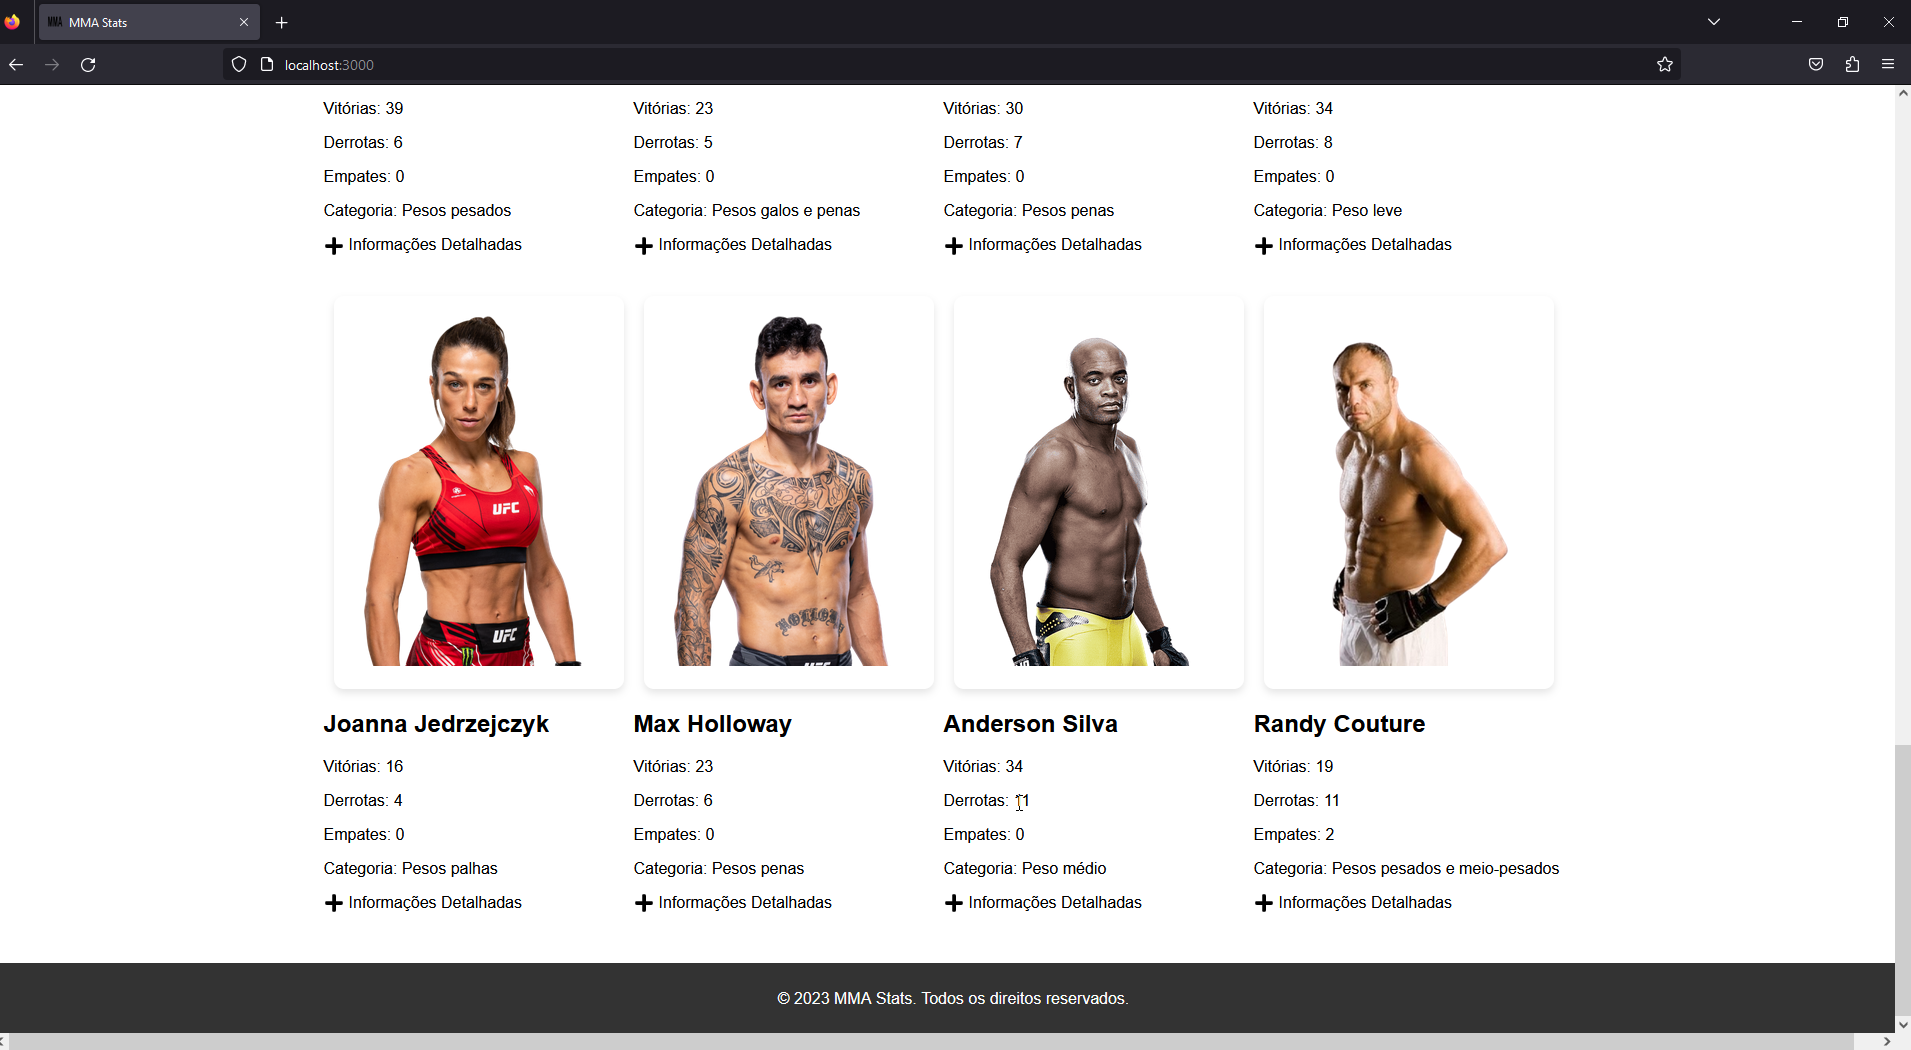 MMA MMA Stats
localhost:3000
Vitórias: 39 Vitórias: 23 Vitórias: 30 Vitórias: 34
Derrotas: 6 Derrotas: 5 Derrotas: 7 Derrotas: 8
Empates: 0 Empates: 0 Empates: 0 Empates: 0
Categoria: Pesos pesados Categoria: Pesos galos e penas Categoria: Pesos penas Categoria: Peso leve
Informações Detalhadas Informações Detalhadas Informações Detalhadas Informações Detalhadas
UFC
UFC
HOLLOWAY
UFC
Joanna Jedrzejczyk Max Holloway Anderson Silva Randy Couture
Vitórias: 16 Vitórias: 23 Vitórias: 34 Vitórias: 19
Derrotas: 4 Derrotas: 6 Derrotas: 11 Derrotas: 11
Empates: 0 Empates: 0 Empates: 0 Empates: 2
Categoria: Pesos palhas Categoria: Pesos penas Categoria: Peso médio Categoria: Pesos pesados e meio-pesados
Informações Detalhadas Informações Detalhadas Informações Detalhadas Informações Detalhadas
© 2023 MMA Stats. Todos os direitos reservados.